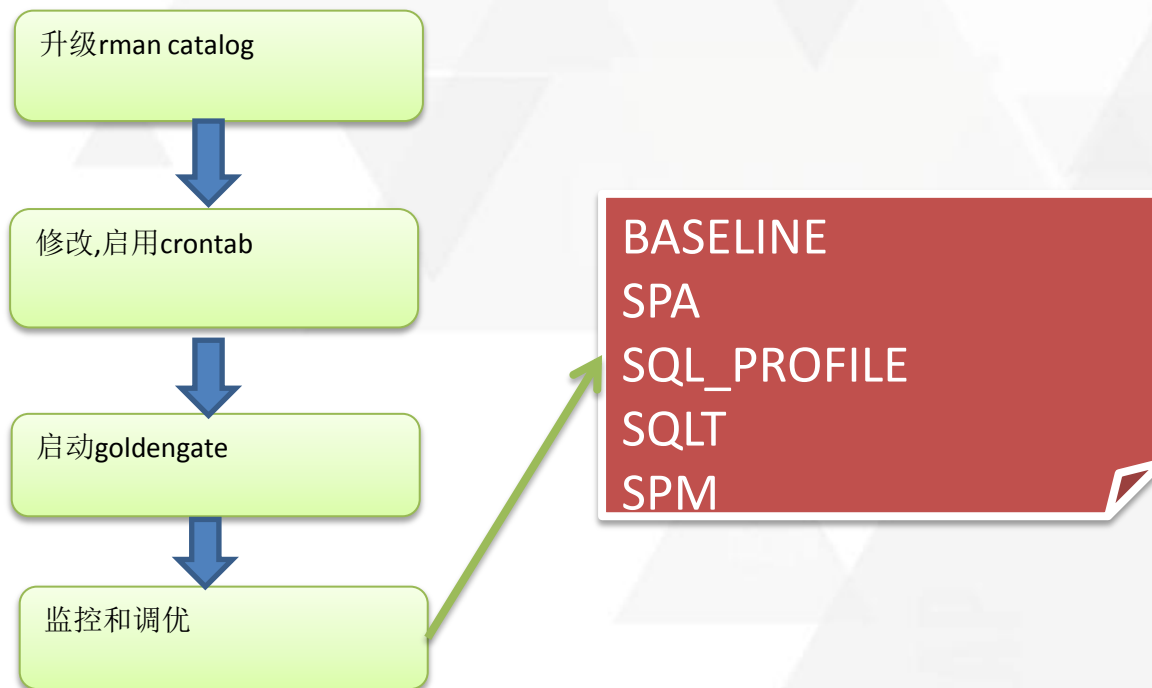 升级rman catalog
修改,启用crontab
启动goldengate
监控和调优
BASELINE
SPA
SQL_PROFILE
SQLT
SPM